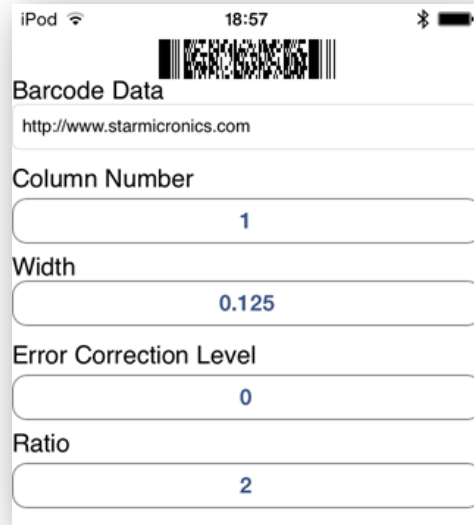 iPod 18:57
Barcode Data
http://www.starmicronics.com
Column Number
1
Width
0.125
Error Correction Level
0
Ratio
2